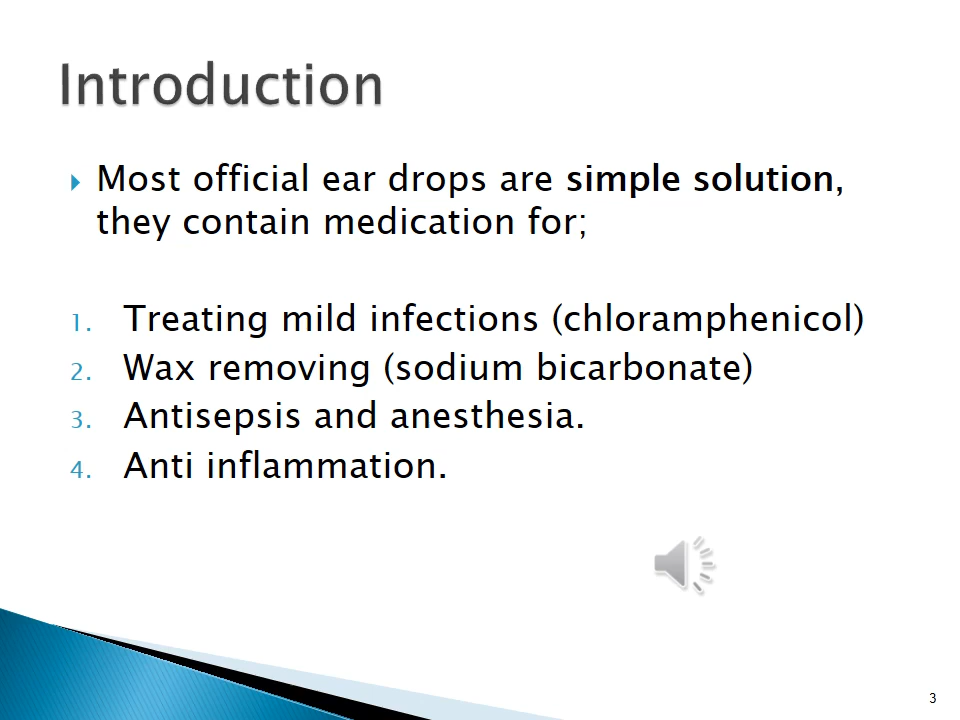 Introduction
Most official ear drops are simple solution,
they contain medication for;
1. Treating mild infections (chloramphenicol)
2. Wax removing (sodium bicarbonate)
3. Antisepsis and anesthesia.
4. Anti inflammation.
3